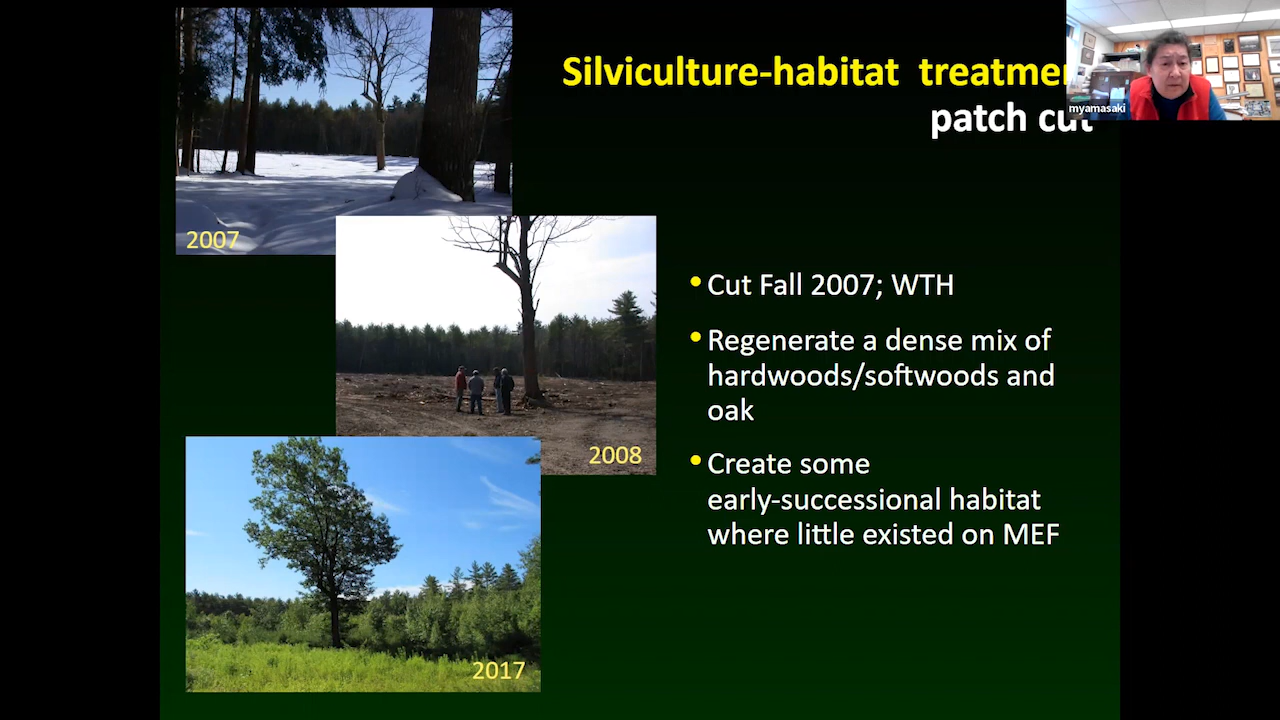 Silviculture-habitat treatmen
patch cut
myamasaki
2007
2008
2017
• Cut Fall 2007; WTH
• Regenerate a dense mix of
hardwoods/softwoods and
oak
• Create some
early-successional habitat
where little existed on MEF